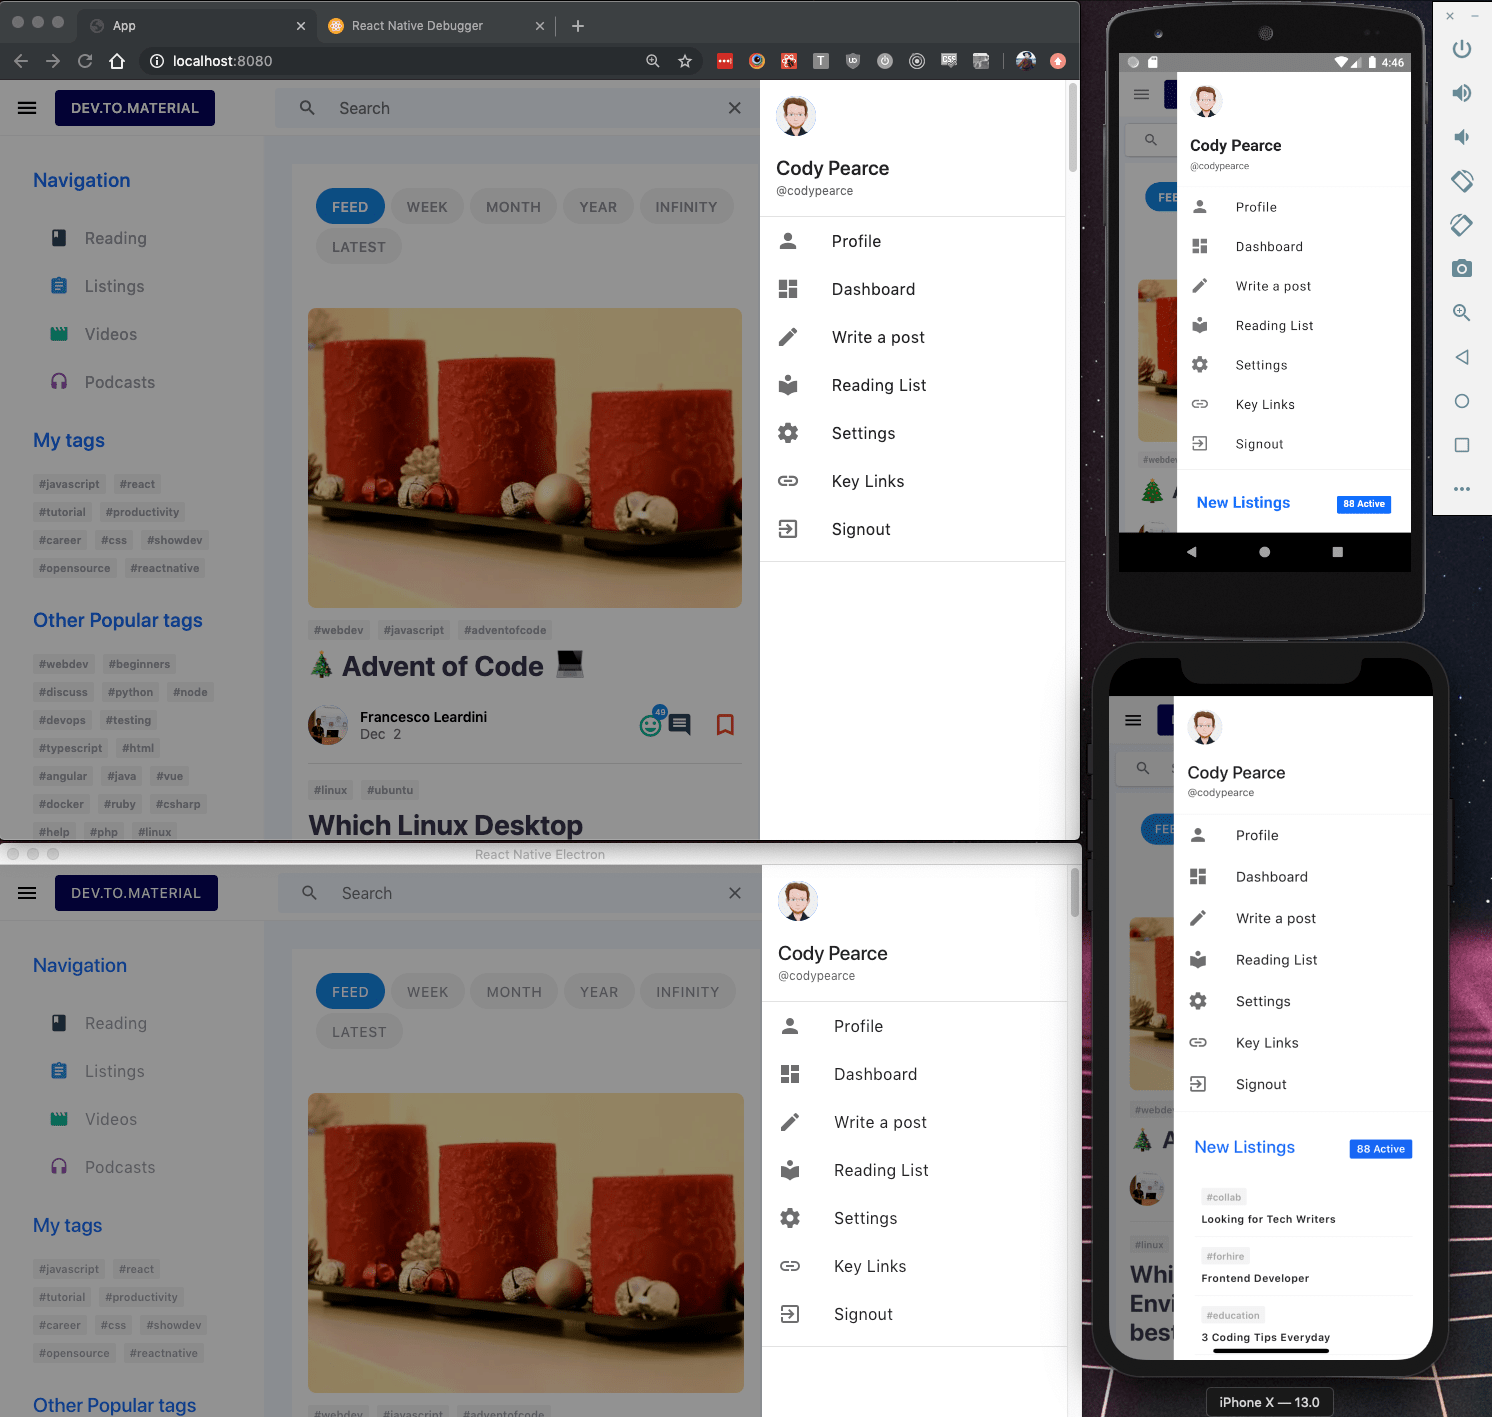 App
React Native Debugger
localhost:8080
DEV.TO.MATERIAL
Search
Navigation
Reading
Listings
Videos
Podcasts
My tags
#javascript #react
#tutorial #productivity
#career #css #showdev
#opensource #reactnative
Other Popular tags
#webdev #beginners
#discuss #python #node
#devops #testing
#typescript #html
#angular #java #vue
#docker #ruby #csharp
#help #php #linux
FEED WEEK MONTH YEAR INFINITY
LATEST
#webdev #javascript #adventofcode
Advent of Code
Francesco Leardini
Dec 2
49
#linux #ubuntu
Which Linux Desktop
Cody Pearce
@codypearce
Profile
Dashboard
Write a post
Reading List
Settings
Key Links
Signout
React Native Electron
DEV.TO.MATERIAL
Search
Navigation
Reading
Listings
Videos
Podcasts
My tags
#javascript #react
#tutorial #productivity
#career #css #showdev
#opensource #reactnative
Other Popular tags
FEED WEEK MONTH YEAR INFINITY
LATEST
#webdev #javascript #adventofcode
Cody Pearce
@codypearce
Profile
Dashboard
Write a post
Reading List
Settings
Key Links
Signout
4:46
Cody Pearce
@codypearce
Profile
Dashboard
Write a post
Reading List
Settings
Key Links
Signout
New Listings
88 Active
Cody Pearce
@codypearce
Profile
Dashboard
Write a post
Reading List
Settings
Key Links
Signout
New Listings
88 Active
#collab
Looking for Tech Writers
#forhire
Frontend Developer
#education
3 Coding Tips Everyday
#linux
best
iPhone X — 13.0